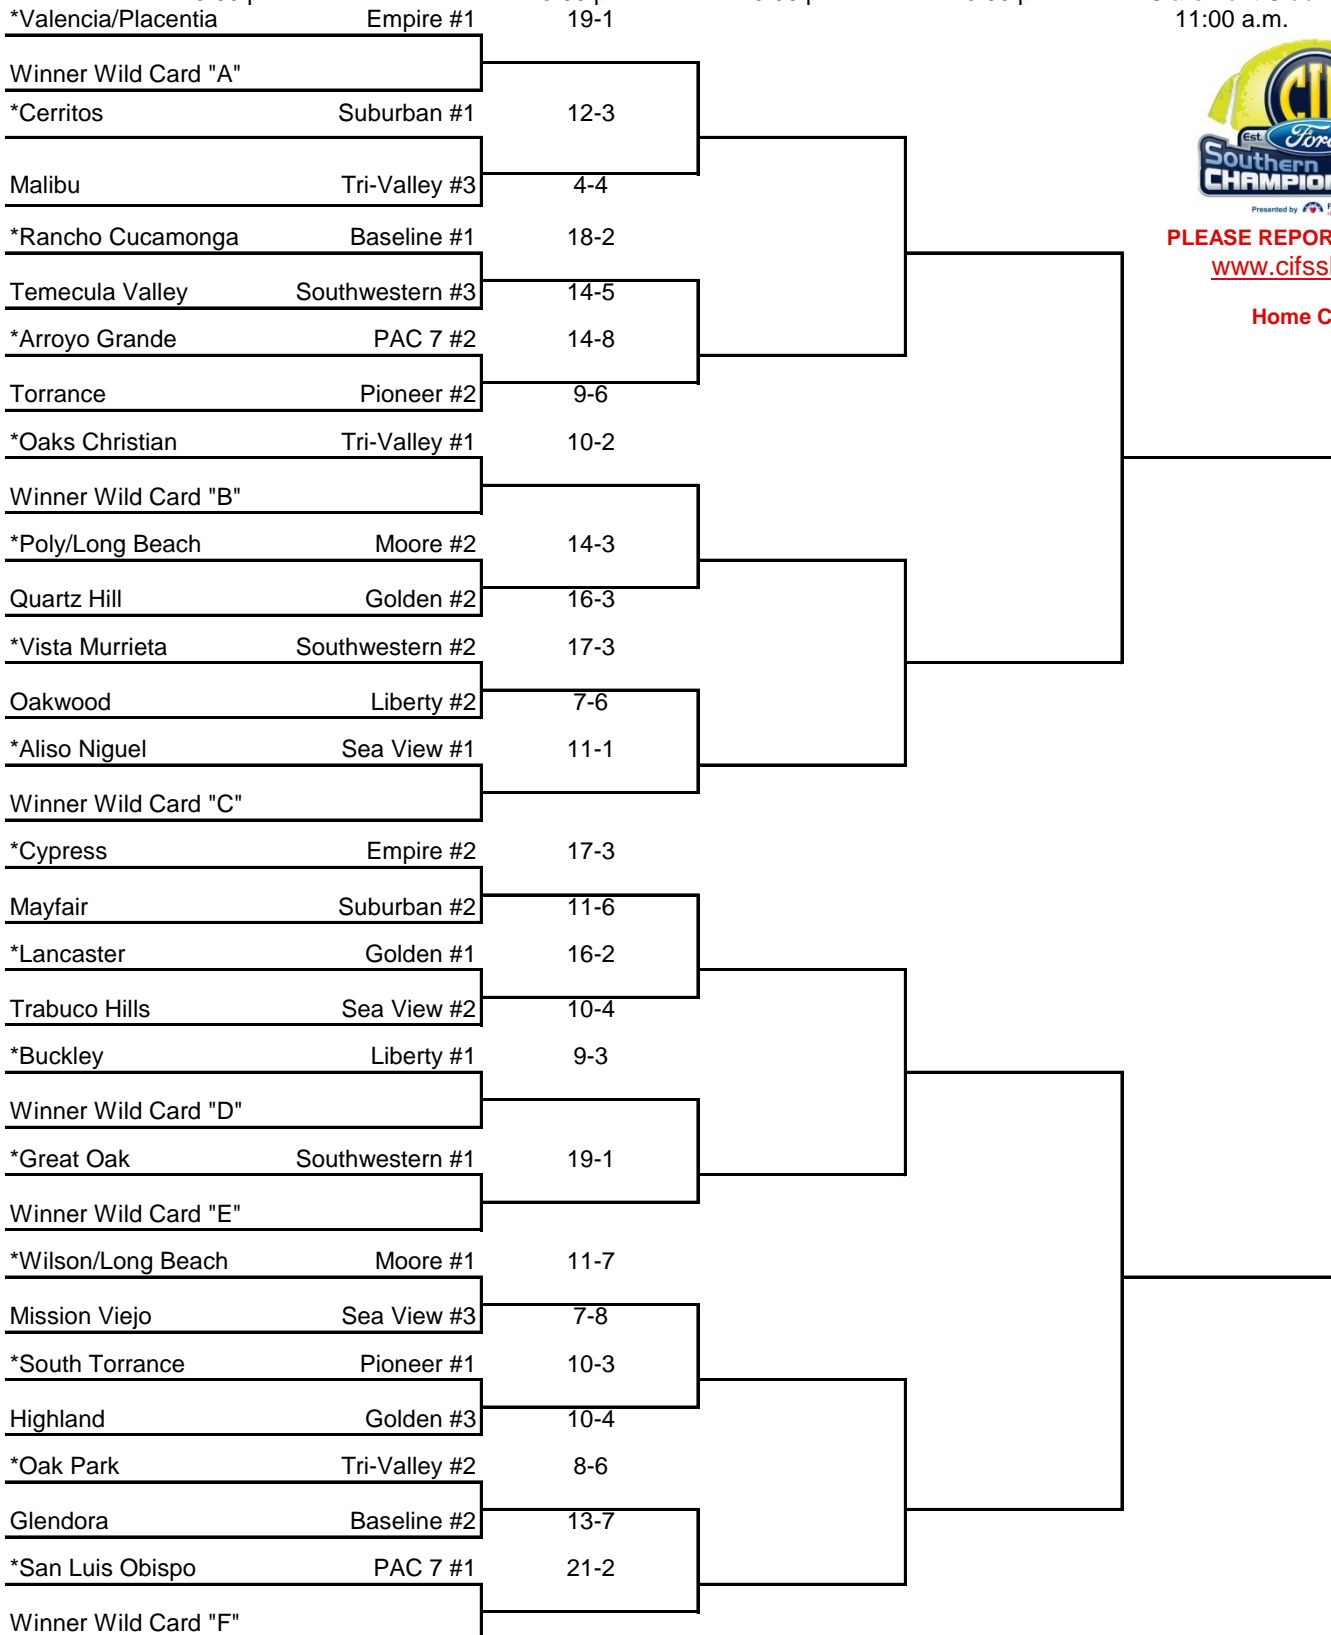 *Valencia/Placentia Empire #1 19-1 11:00 a.m.
Winner Wild Card "A"
*Cerritos Suburban #1 12-3
Est. Ford
Southern
CHAMPION
Malibu Tri-Valley #3 4-4
Presented by
*Rancho Cucamonga Baseline #1 18-2
PLEASE REPOR
www.cifss
Temecula Valley Southwestern #3 14-5
Home C
*Arroyo Grande PAC 7 #2 14-8
Torrance Pioneer #2 9-6
*Oaks Christian Tri-Valley #1 10-2
Winner Wild Card "B"
*Poly/Long Beach Moore #2 14-3
Quartz Hill Golden #2 16-3
*Vista Murrieta Southwestern #2 17-3
Oakwood Liberty #2 7-6
*Aliso Niguel Sea View #1 11-1
Winner Wild Card "C"
*Cypress Empire #2 17-3
Mayfair Suburban #2 11-6
*Lancaster Golden #1 16-2
Trabuco Hills Sea View #2 10-4
*Buckley Liberty #1 9-3
Winner Wild Card "D"
*Great Oak Southwestern #1 19-1
Winner Wild Card "E"
*Wilson/Long Beach Moore #1 11-7
Mission Viejo Sea View #3 7-8
*South Torrance Pioneer #1 10-3
Highland Golden #3 10-4
*Oak Park Tri-Valley #2 8-6
Glendora Baseline #2 13-7
*San Luis Obispo PAC 7 #1 21-2
Winner Wild Card "F"